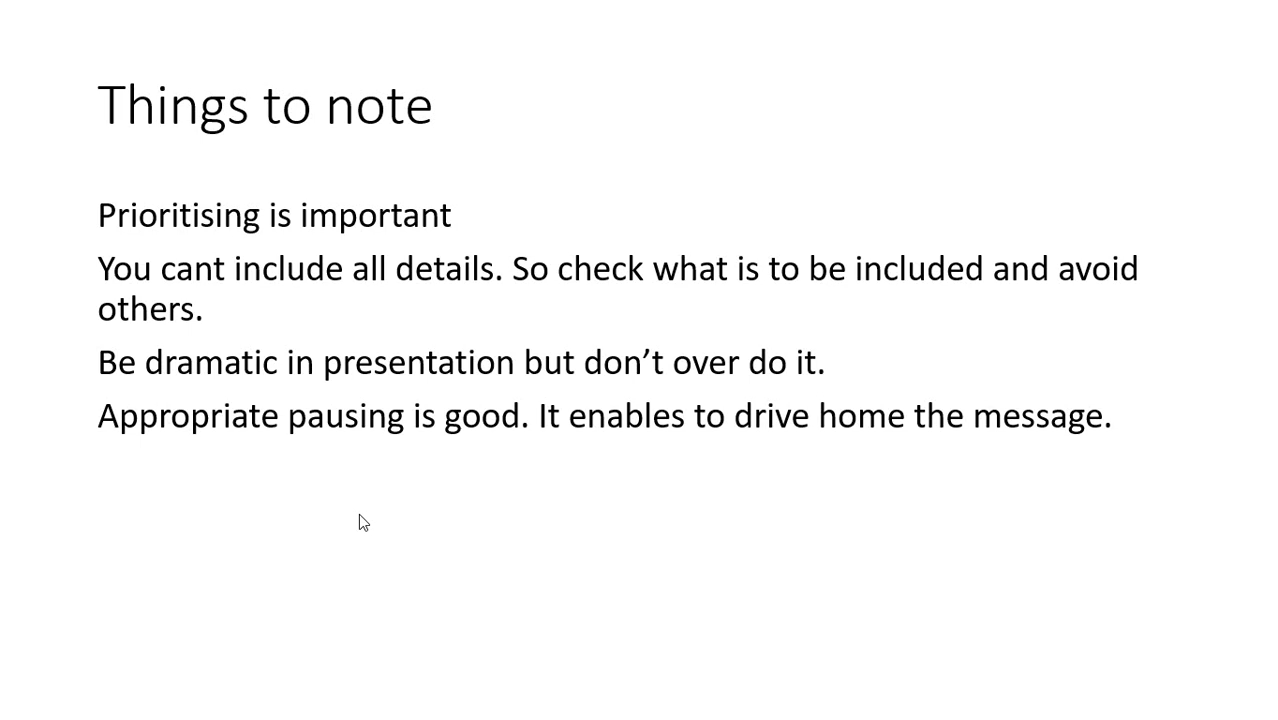 Things to note
Prioritising is important
You cant include all details. So check what is to be included and avoid
others.
Be dramatic in presentation but don’t over do it.
Appropriate pausing is good. It enables to drive home the message.